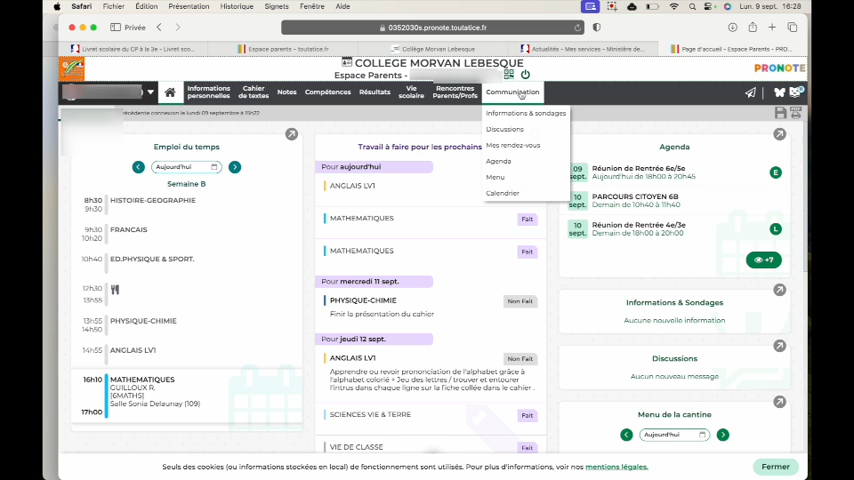 Safari Fichier Édition Présentation Historique Signets Fenêtre Aide Lun. 9 sept. 16:28
Privée 0352030s.pronote.toutatice.fr
Livret scolaire du CP à la 3e - Livret sco... Espace parents - toutatice.fr Collège Morvan Lebesque Actualités - Mes services - Ministère de... Page d'accueil - Espace Parents - PRO...
COLLEGE MORVAN LEBESQUE
Espace Parents -
PRONOTE
Informations personnelles Cahier de textes Notes Compétences Résultats Vie scolaire Rencontres Parents/Profs Communication
précédente connexion le lundi 09 septembre à 15h22
Informations & sondages
Discussions
Mes rendez-vous
Agenda
Menu
Calendrier
Emploi du temps
Aujourd'hui
Semaine B
8h30 HISTOIRE-GEOGRAPHIE
9h30
9h30 FRANCAIS
10h20
10h40 ED.PHYSIQUE & SPORT.
12h30
13h55
13h55 PHYSIQUE-CHIMIE
14h50
14h55 ANGLAIS LV1
16h10 MATHEMATIQUES
GUILLOUX R.
[6MATHS]
Salle Sonia Delaunay (109)
17h00
Travail à faire pour les prochains
Pour aujourd'hui
ANGLAIS LV1
MATHEMATIQUES Fait
MATHEMATIQUES Fait
Pour mercredi 11 sept.
PHYSIQUE-CHIMIE Non Fait
Finir la présentation du cahier
Pour jeudi 12 sept.
ANGLAIS LV1 Non Fait
Apprendre ou revoir prononciation de l'alphabet grâce à
l'alphabet colorié + Jeu des lettres / trouver et entourer
l'intrus dans chaque ligne sur la fiche collée dans le cahier...
SCIENCES VIE & TERRE Fait
VIE DE CLASSE Fait
Agenda
09 sept. Réunion de Rentrée 6e/5e E
Aujourd'hui de 18h00 à 20h45
10 sept. PARCOURS CITOYEN 6B
Demain de 10h40 à 11h40
10 sept. Réunion de Rentrée 4e/3e L
Demain de 18h00 à 20h00
+7
Informations & Sondages
Aucune nouvelle information
Discussions
Aucun nouveau message
Menu de la cantine
Aujourd'hui
Seuls des cookies (ou informations stockées en local) de fonctionnement sont utilisés. Pour plus d'informations, voir nos mentions légales. Fermer